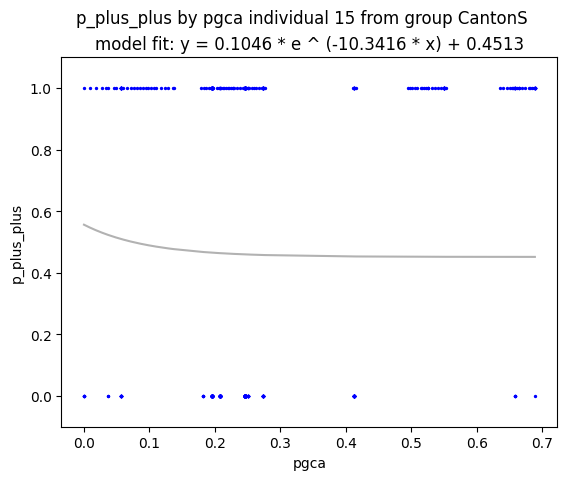 p_plus_plus by pgca individual 15 from group CantonS
model fit: y = 0.1046 * e ^ (-10.3416 * x) + 0.4513
1.0
0.8
0.6
0.4
0.2
0.0
p_plus_plus
0.0 0.1 0.2 0.3 0.4 0.5 0.6 0.7
pgca